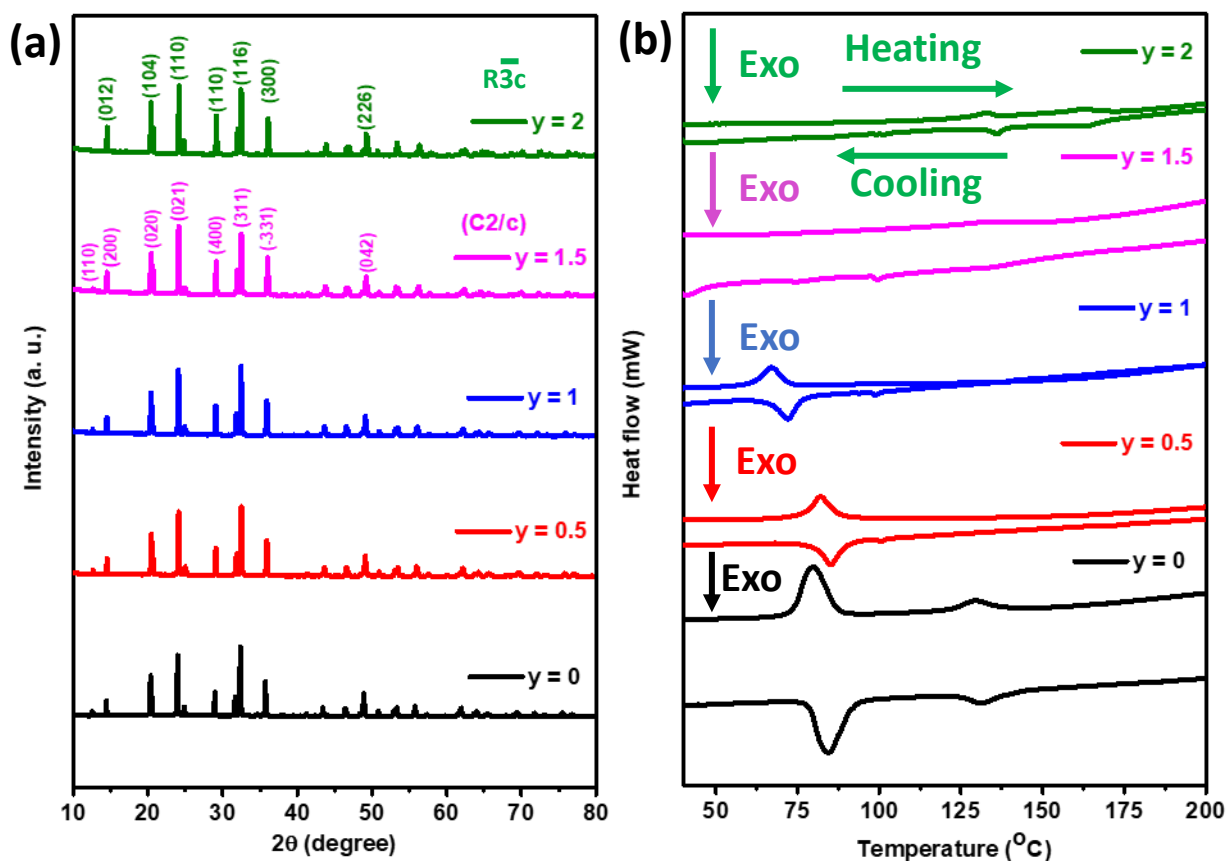 (a)
(012)
(104)
(110)
(110)
(116)
(300)
(226)
R3̅c
y = 2
(110)
(200)
(020)
(021)
(400)
(311)
(-331)
(042)
(C2/c)
y = 1.5
y = 1
y = 0.5
y = 0
Intensity (a. u.)
10 20 30 40 50 60 70 80
2θ (degree)
(b)
Exo
Heating
y = 2
Cooling
Exo
y = 1.5
Exo
y = 1
Exo
y = 0.5
Exo
y = 0
Heat flow (mW)
50 75 100 125 150 175 200
Temperature (OC)